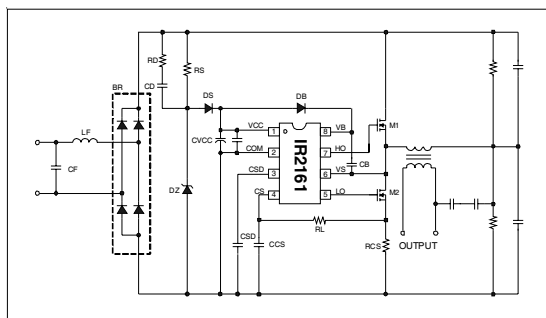 RD
RS
BR
CD
DS
DB
M1
VCC
1
8
VB
CVCC
LF
COM
2
7
HO
IR2161
CB
CSD
3
6
VS
M2
CF
DZ
CS
4
5
LO
RL
CSD
CCS
RCS
OUTPUT